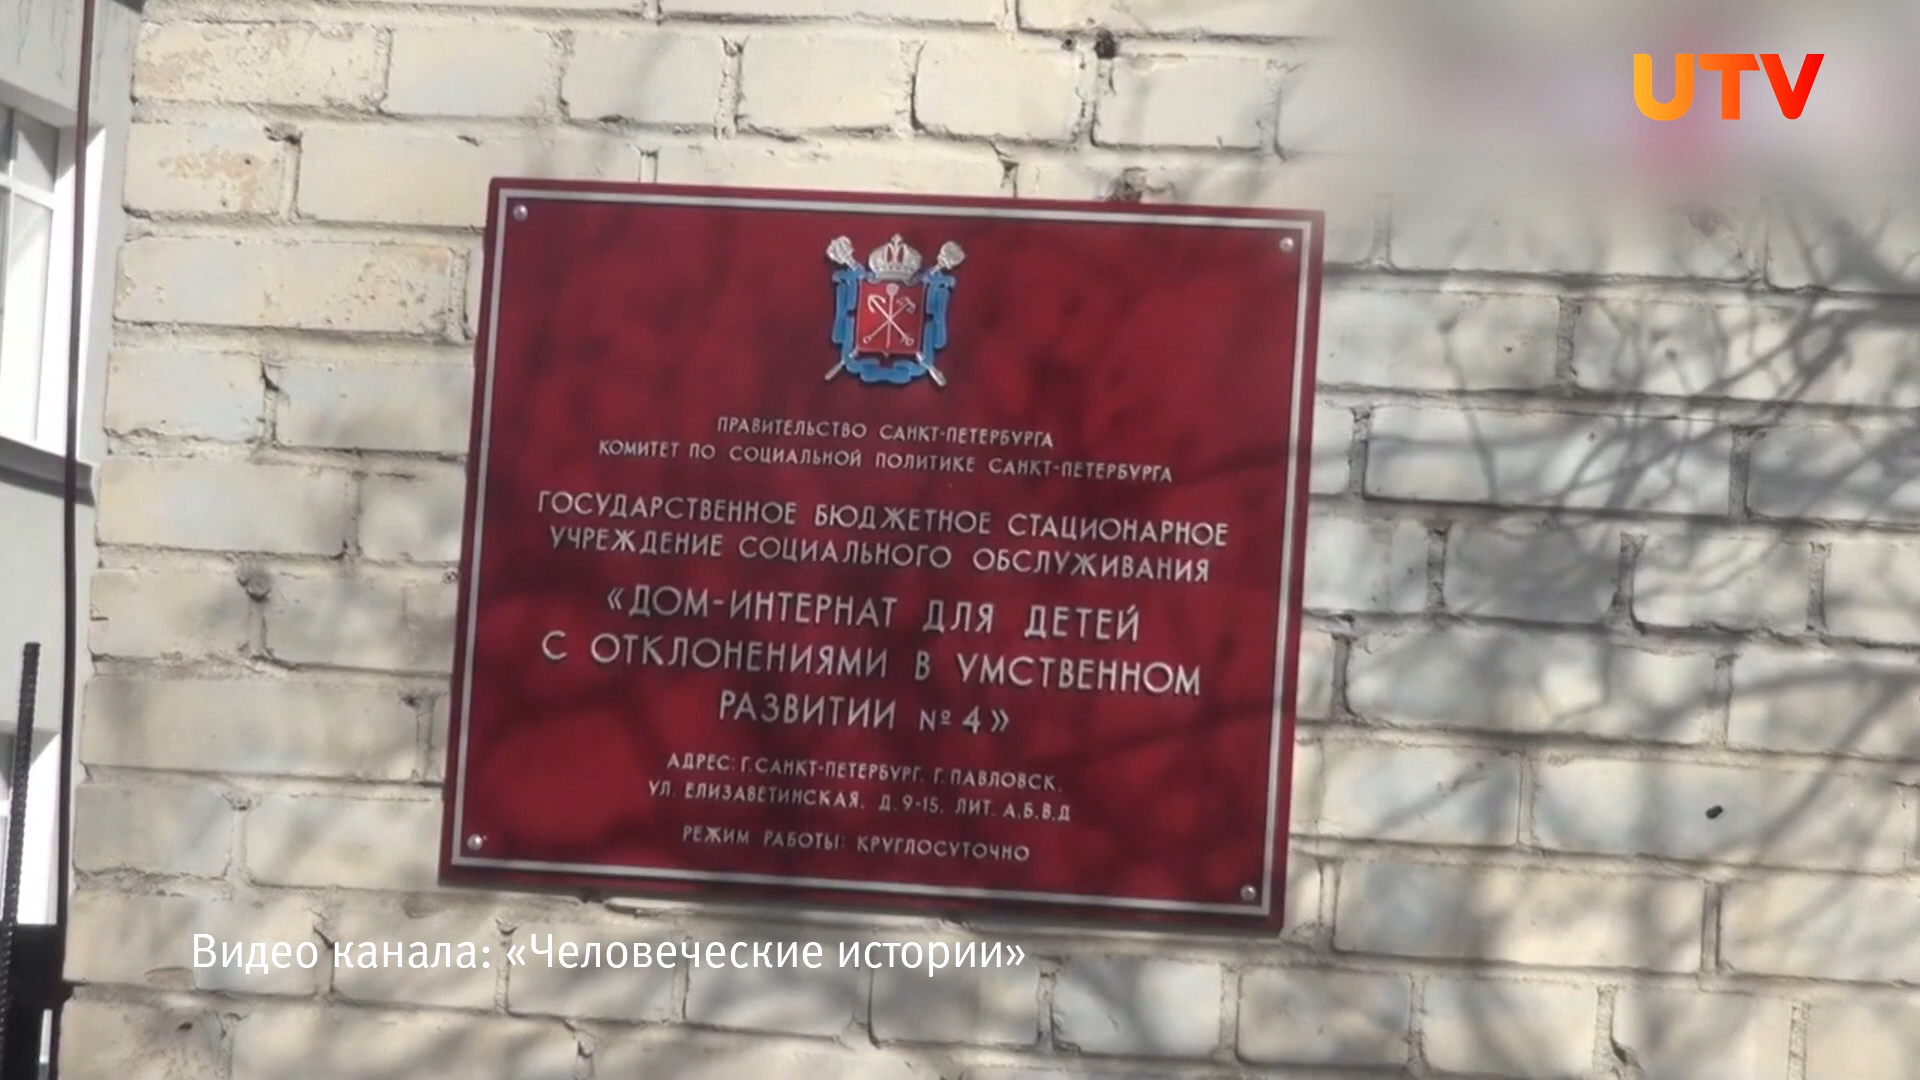 UTV
ПРАВИТЕЛЬСТВО САНКТ-ПЕТЕРБУРГА
КОМИТЕТ ПО СОЦИАЛЬНОЙ ПОЛИТИКЕ САНКТ-ПЕТЕРБУРГА
ГОСУДАРСТВЕННОЕ БЮДЖЕТНОЕ СТАЦИОНАРНОЕ
УЧРЕЖДЕНИЕ СОЦИАЛЬНОГО ОБСЛУЖИВАНИЯ
«ДОМ-ИНТЕРНАТ ДЛЯ ДЕТЕЙ
С ОТКЛОНЕНИЯМИ В УМСТВЕННОМ
РАЗВИТИИ №4»
АДРЕС: Г. САНКТ-ПЕТЕРБУРГ, Г. ПАВЛОВСК,
УЛ. ЕЛИЗАВЕТИНСКАЯ, Д. 9-15, ЛИТ. А,Б,В,Д
РЕЖИМ РАБОТЫ: КРУГЛОСУТОЧНО
Видео канала: «Человеческие истории»